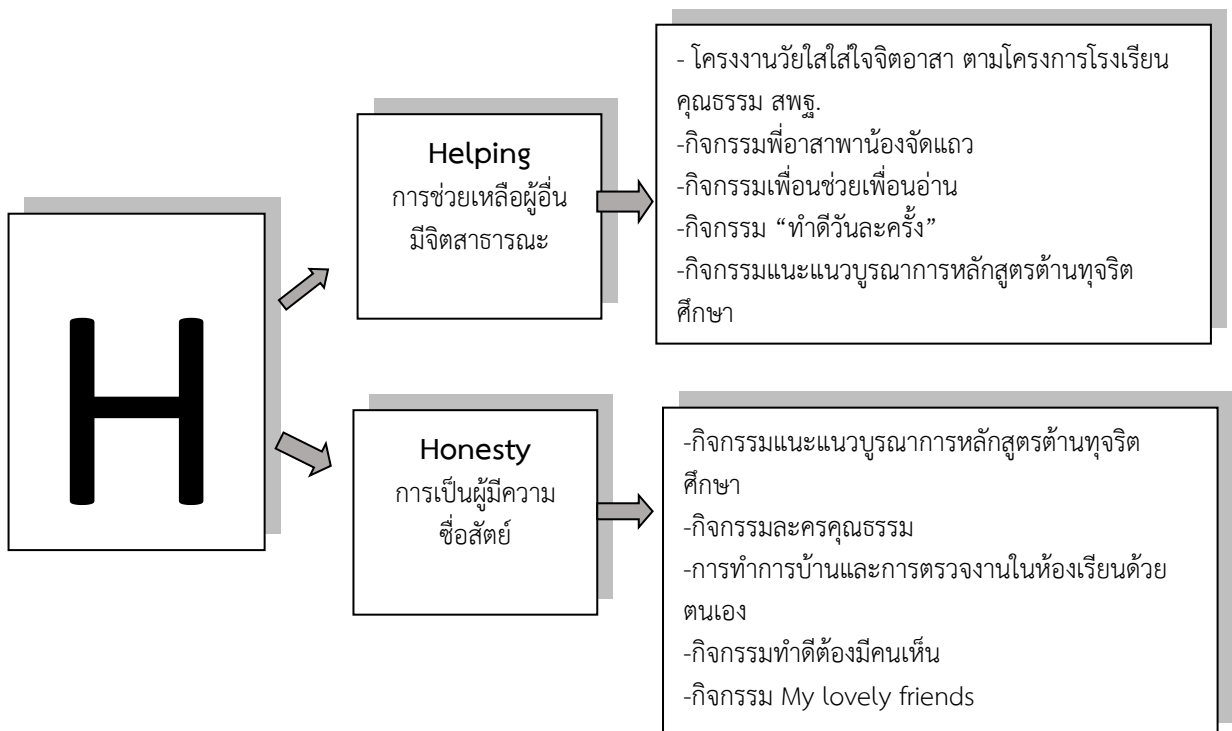 H
Helping
การช่วยเหลือผู้อื่น
มีจิตสาธารณะ
- โครงงานวัยใสใส่ใจจิตอาสา ตามโครงการโรงเรียน
คุณธรรม สพฐ.
-กิจกรรมพี่อาสาพาน้องจัดแถว
-กิจกรรมเพื่อนช่วยเพื่อนอ่าน
-กิจกรรม “ทำดีวันละครั้ง”
-กิจกรรมแนะแนวบูรณาการหลักสูตรต้านทุจริต
ศึกษา
Honesty
การเป็นผู้มีความ
ซื่อสัตย์
-กิจกรรมแนะแนวบูรณาการหลักสูตรต้านทุจริต
ศึกษา
-กิจกรรมละครคุณธรรม
-การทำการบ้านและการตรวจงานในห้องเรียนด้วย
ตนเอง
-กิจกรรมทำดีต้องมีคนเห็น
-กิจกรรม My lovely friends